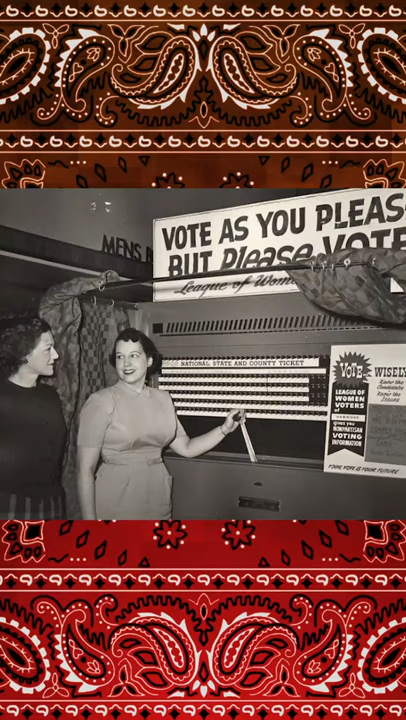 MENS
VOTE AS YOU PLEAS
BUT Please VOTE
League of Wom
NATIONAL, STATE AND COUNTY TICKET
VOTE
WISELY
Know the
Candidates
Know the
Issues
LEAGUE OF
WOMEN
VOTERS
gives you
NONPARTISAN
VOTING
INFORMATION
YOUR VOTE IS YOUR FUTURE